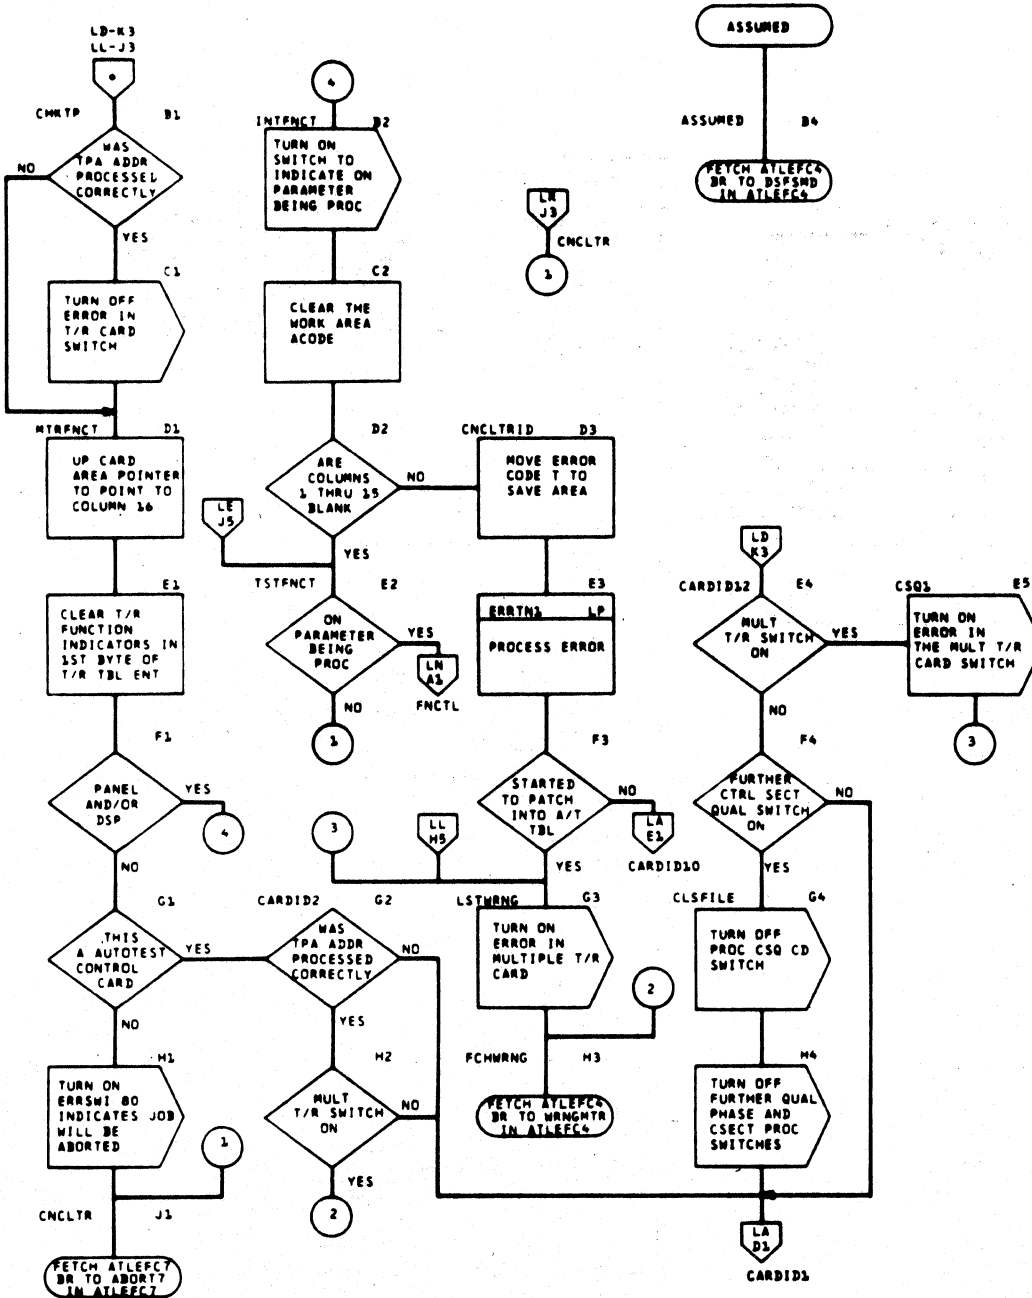 LD-K3
LL-J3
CHKTP
B1
WAS
TPA ADDR
PROCESSED
CORRECTLY
NO
YES
C1
TURN OFF
ERROR IN
T/R CARD
SWITCH
MTRFNCT
D1
UP CARD
AREA POINTER
TO POINT TO
COLUMN 16
E1
CLEAR T/R
FUNCTION
INDICATORS IN
1ST BYTE OF
T/R TBL ENT
F1
PANEL
AND/OR
DSP
YES
4
NO
G1
THIS
A AUTOTEST
CONTROL
CARD
YES
NO
H1
TURN ON
ERRSWI 80
INDICATES JOB
WILL BE
ABORTED
1
CNCLTR
J1
FETCH ATLEFC7
BR TO ABORT7
IN ATLEFC7
4
INTFNCT
B2
TURN ON
SWITCH TO
INDICATE ON
PARAMETER
BEING PROC
C2
CLEAR THE
WORK AREA
ACODE
D2
ARE
COLUMNS
1 THRU 15
BLANK
NO
YES
LE
J5
TSTFNCT
E2
ON
PARAMETER
BEING
PROC
YES
LN
A1
FNCTL
NO
1
3
LL
H5
CARDID2
G2
WAS
TPA ADDR
PROCESSED
CORRECTLY
NO
YES
H2
MULT
T/R SWITCH
ON
NO
YES
2
LR
J3
CNCLTR
1
CNCLTRID
D3
MOVE ERROR
CODE T TO
SAVE AREA
E3
ERRTN1
LP
PROCESS ERROR
F3
STARTED
TO PATCH
INTO A/T
TBL
NO
LA
E1
CARDID10
YES
LSTWRNG
G3
TURN ON
ERROR IN
MULTIPLE T/R
CARD
2
FCHWRNG
H3
FETCH ATLEFC4
BR TO WRNGMTR
IN ATLEFC4
ASSUMED
ASSUMED
B4
FETCH ATLEFC4
BR TO DSFSMD
IN ATLEFC4
LD
K3
CARDID12
E4
MULT
T/R SWITCH
ON
YES
NO
CSQ1
E5
TURN ON
ERROR IN
THE MULT T/R
CARD SWITCH
3
F4
FURTHER
CTRL SECT
QUAL SWITCH
ON
NO
YES
CLSFILE
G4
TURN OFF
PROC CSQ CD
SWITCH
H4
TURN OFF
FURTHER QUAL
PHASE AND
CSECT PROC
SWITCHES
LA
D1
CARDID1